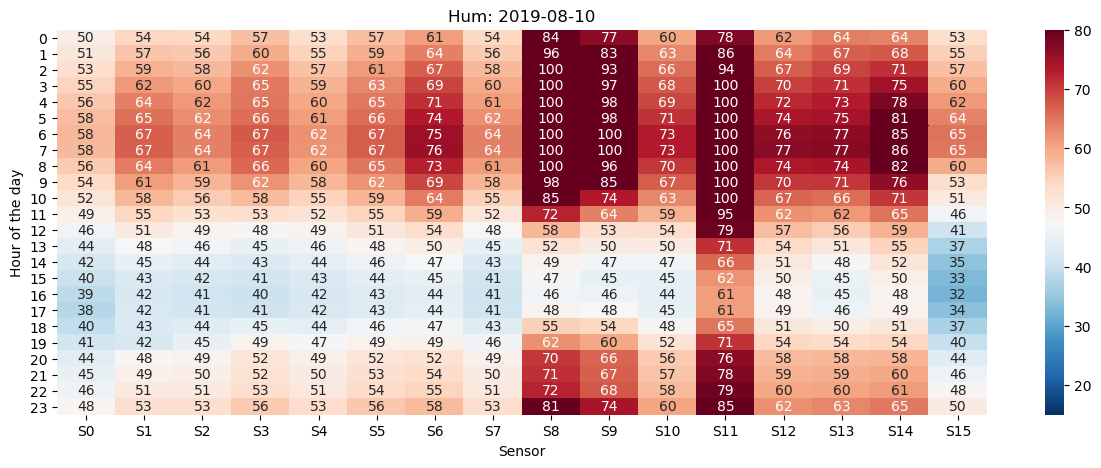 Hum: 2019-08-10
0 50 54 54 57 53 57 61 54 84 77 60 78 62 64 64 53 80
1 51 57 56 60 55 59 64 56 96 83 63 86 64 67 68 55
2 53 59 58 62 57 61 67 58 100 93 66 94 67 69 71 57
3 55 62 60 65 59 63 69 60 100 97 68 100 70 71 75 60 70
4 56 64 62 65 60 65 71 61 100 98 69 100 72 73 78 62
5 58 65 62 66 61 66 74 62 100 98 71 100 74 75 81 64
6 58 67 64 67 62 67 75 64 100 100 73 100 76 77 85 65
7 58 67 64 67 62 67 76 64 100 100 73 100 77 77 86 65 60
8 56 64 61 66 60 65 73 61 100 96 70 100 74 74 82 60
9 54 61 59 62 58 62 69 58 98 85 67 100 70 71 76 53
10 52 58 56 58 55 59 64 55 85 74 63 100 67 66 71 51
11 49 55 53 53 52 55 59 52 72 64 59 95 62 62 65 46 50
12 46 51 49 48 49 51 54 48 58 53 54 79 57 56 59 41
13 44 48 46 45 46 48 50 45 52 50 50 71 54 51 55 37
14 42 45 44 43 44 46 47 43 49 47 47 66 51 48 52 35 40
15 40 43 42 41 43 44 45 41 47 45 45 62 50 45 50 33
16 39 42 41 40 42 43 44 41 46 46 44 61 48 45 48 32
17 38 42 41 41 42 43 44 41 48 48 45 61 49 46 49 34
18 40 43 44 45 44 46 47 43 55 54 48 65 51 50 51 37 30
19 41 42 45 49 47 49 49 46 62 60 52 71 54 54 54 40
20 44 48 49 52 49 52 52 49 70 66 56 76 58 58 58 44
21 45 49 50 52 50 53 54 50 71 67 57 78 59 59 60 46
22 46 51 51 53 51 54 55 51 72 68 58 79 60 60 61 48 20
23 48 53 53 56 53 56 58 53 81 74 60 85 62 63 65 50
S0 S1 S2 S3 S4 S5 S6 S7 S8 S9 S10 S11 S12 S13 S14 S15
Sensor
Hour of the day